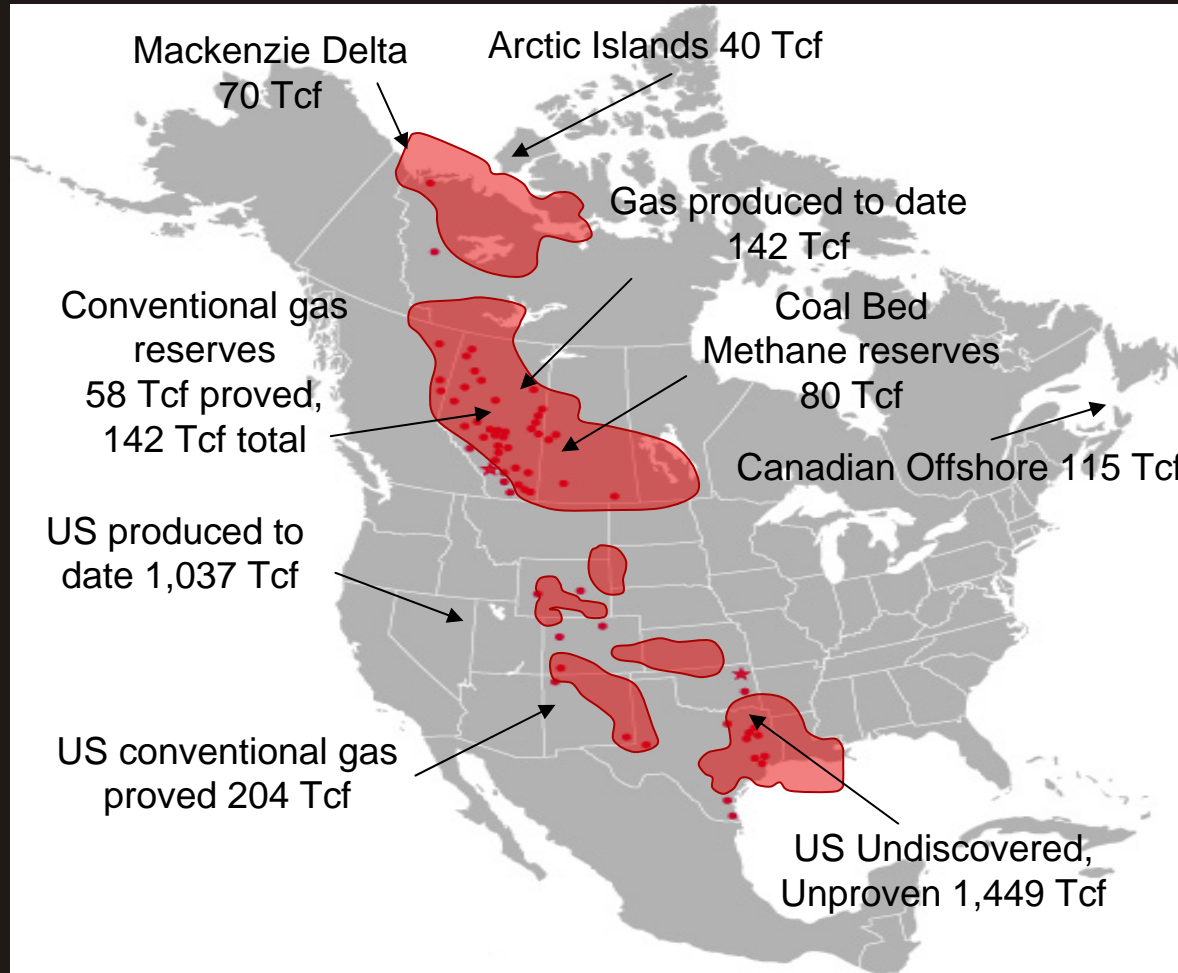 Mackenzie Delta
70 Tcf
Arctic Islands 40 Tcf
Gas produced to date
142 Tcf
Conventional gas
reserves
58 Tcf proved,
142 Tcf total
Coal Bed
Methane reserves
80 Tcf
Canadian Offshore 115 Tcf
US produced to
date 1,037 Tcf
US conventional gas
proved 204 Tcf
US Undiscovered,
Unproven 1,449 Tcf